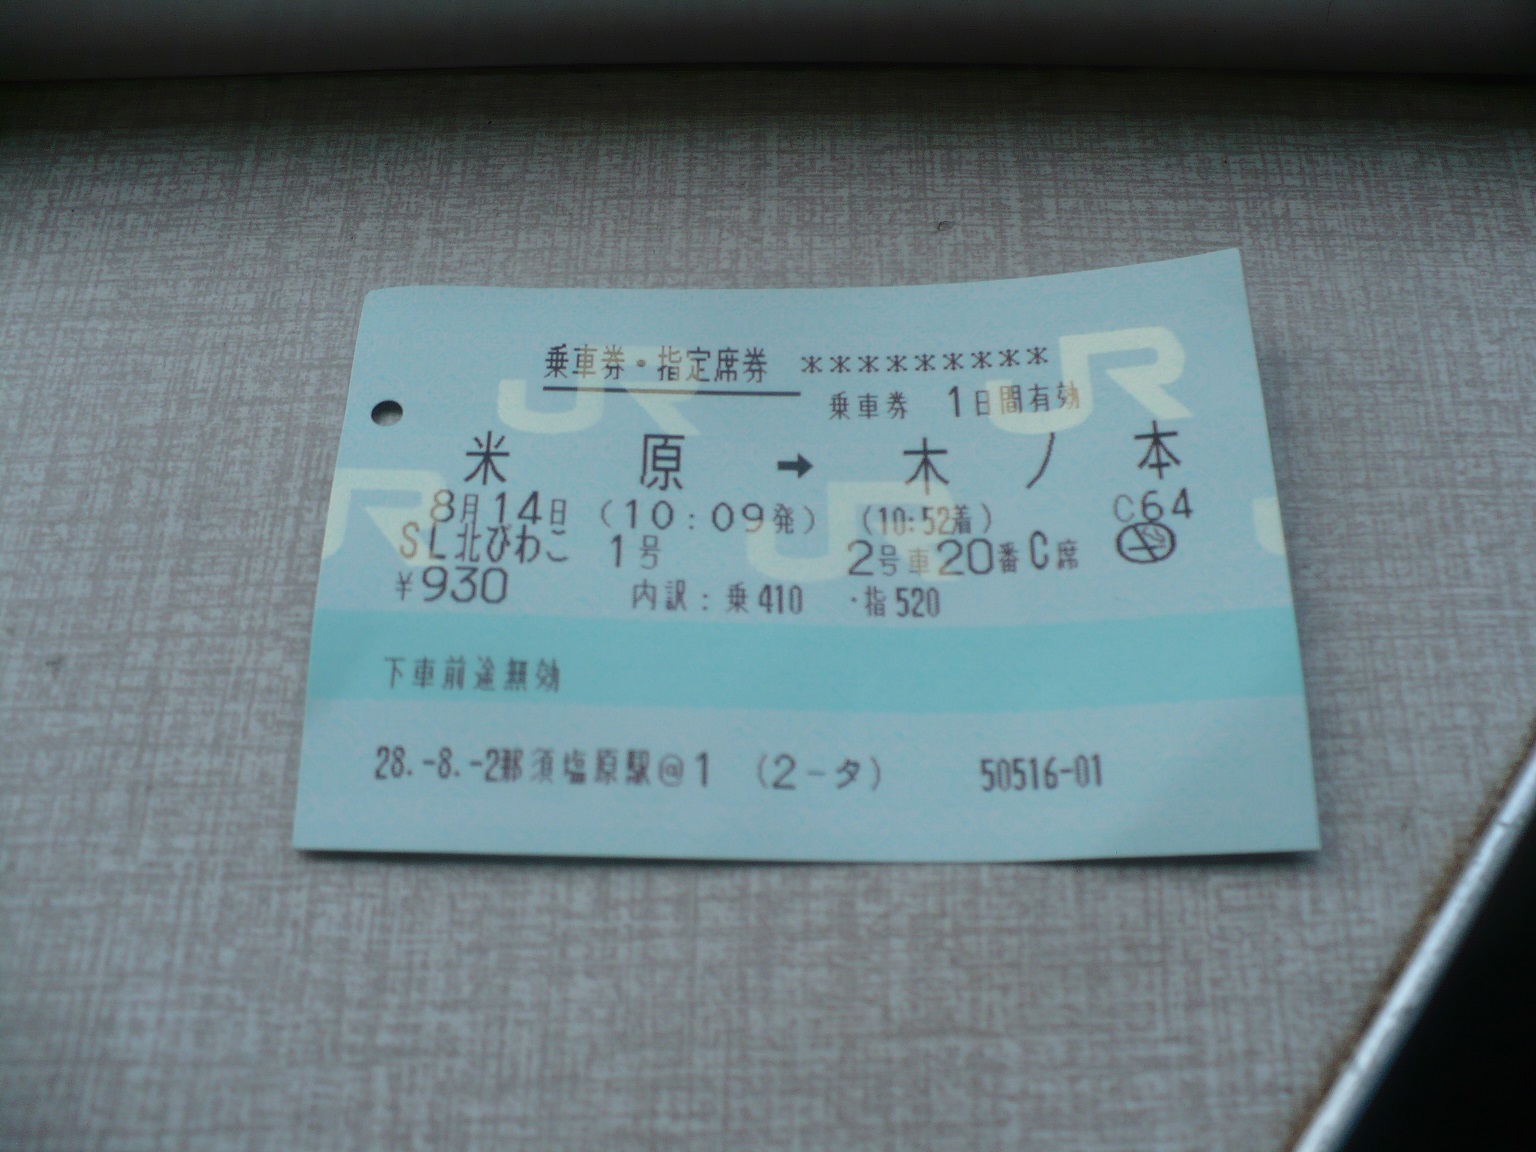 乗車券・指定席券 *********
乗車券 1日間有効
米原 ➡ 木ノ本
8月14日 (10:09発) (10:52着) C64
SL北びわこ 1号 2号車20番C席
¥930 内訳:乗410 ・指520
下車前途無効
28.-8.-2那須塩原駅@1 (2-タ) 50516-01
JR JR JR JR